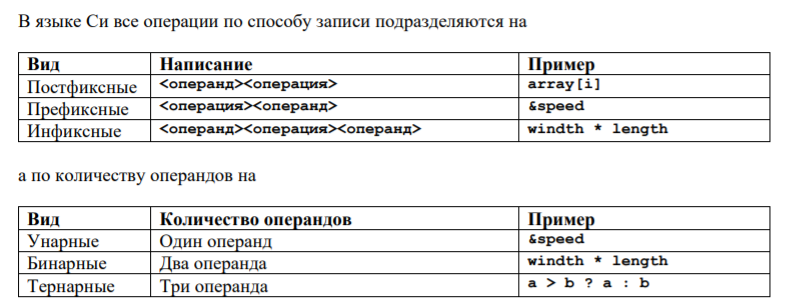 В языке Си все операции по способу записи подразделяются на
Вид Написание Пример
Постфиксные <операнд><операция> array[i]
Префиксные <операция><операнд> &speed
Инфиксные <операнд><операция><операнд> windth * length
а по количеству операндов на
Вид Количество операндов Пример
Унарные Один операнд &speed
Бинарные Два операнда windth * length
Тернарные Три операнда a > b ? a : b